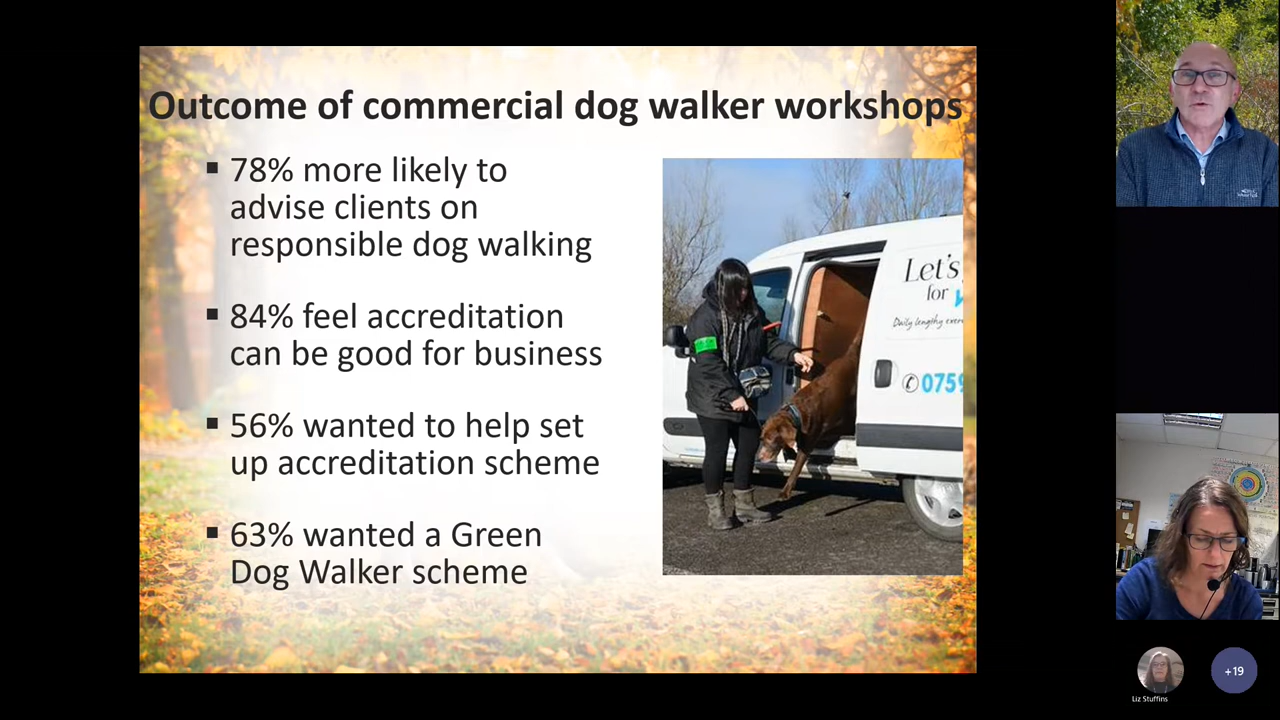 Outcome of commercial dog walker workshops
▪ 78% more likely to
advise clients on
responsible dog walking
▪ 84% feel accreditation
can be good for business
▪ 56% wanted to help set
up accreditation scheme
▪ 63% wanted a Green
Dog Walker scheme
Let's
for
Daily lengthy
0759
Liz Stuffins
+19